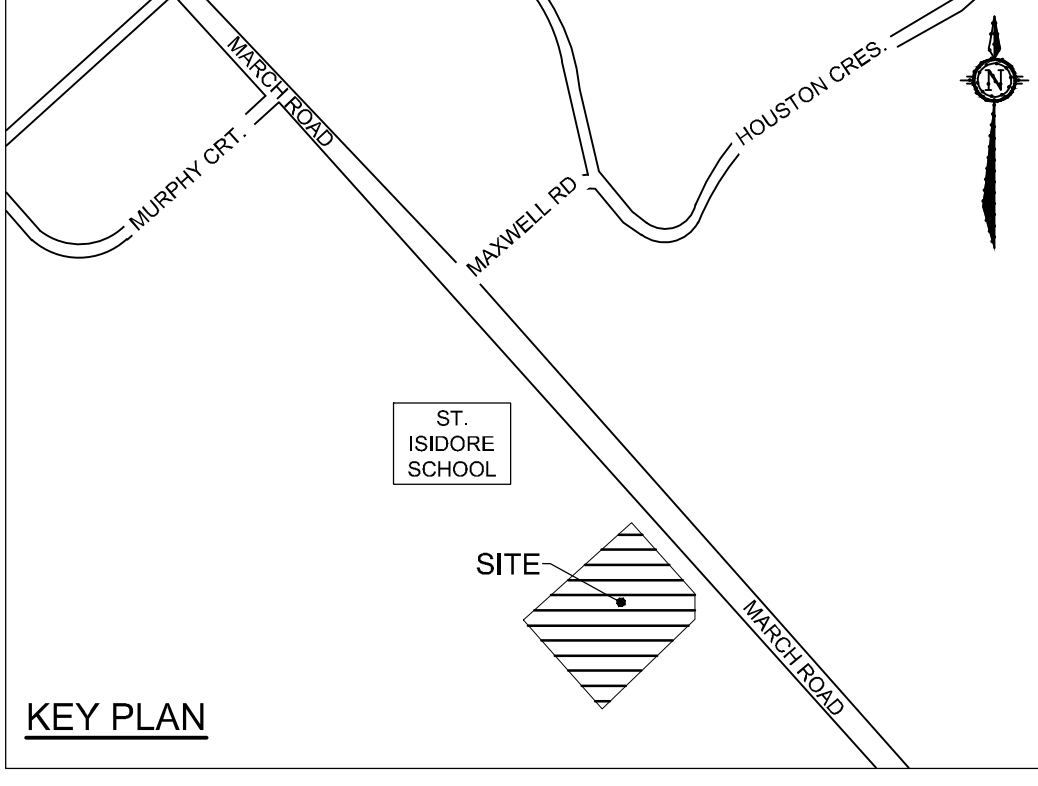 MARCH ROAD
HOUSTON CRES.
N
MURPHY CRT.
MAXWELL RD
ST.
ISIDORE
SCHOOL
SITE
MARCH ROAD
KEY PLAN